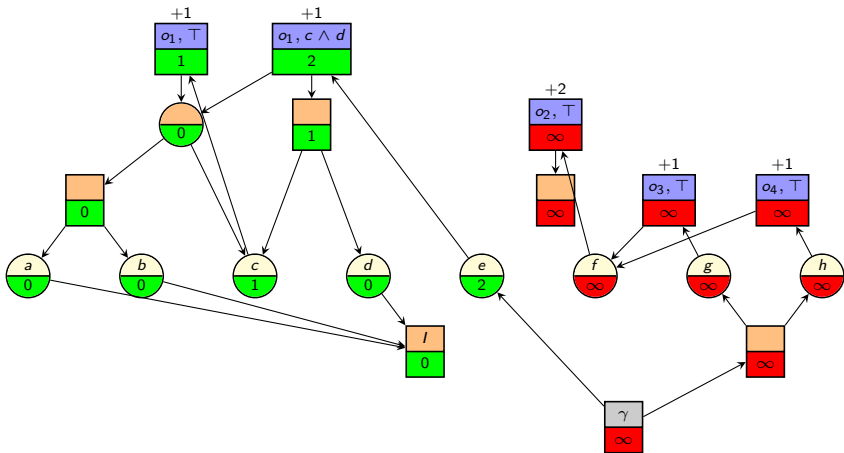 +1 +1
o₁, ⊤ o₁, c ∧ d
1 2
+2
o₂, ⊤
0 1 ∞
+1 +1
o₃, ⊤ o₄, ⊤
0 ∞ ∞ ∞
a b c d e f g h
0 0 1 0 2 ∞ ∞ ∞
I
0 ∞
γ
∞